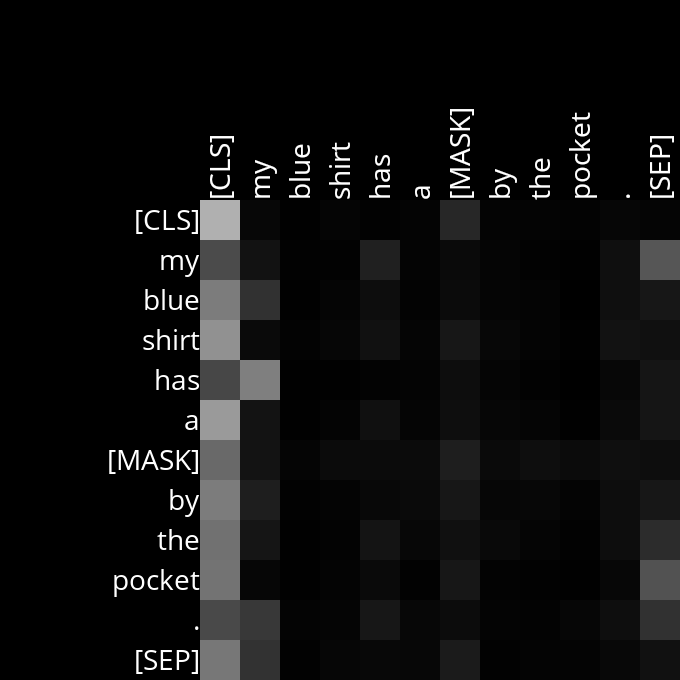 [CLS] my blue shirt has a [MASK] by the pocket . [SEP]
[CLS]
my
blue
shirt
has
a
[MASK]
by
the
pocket
.
[SEP]